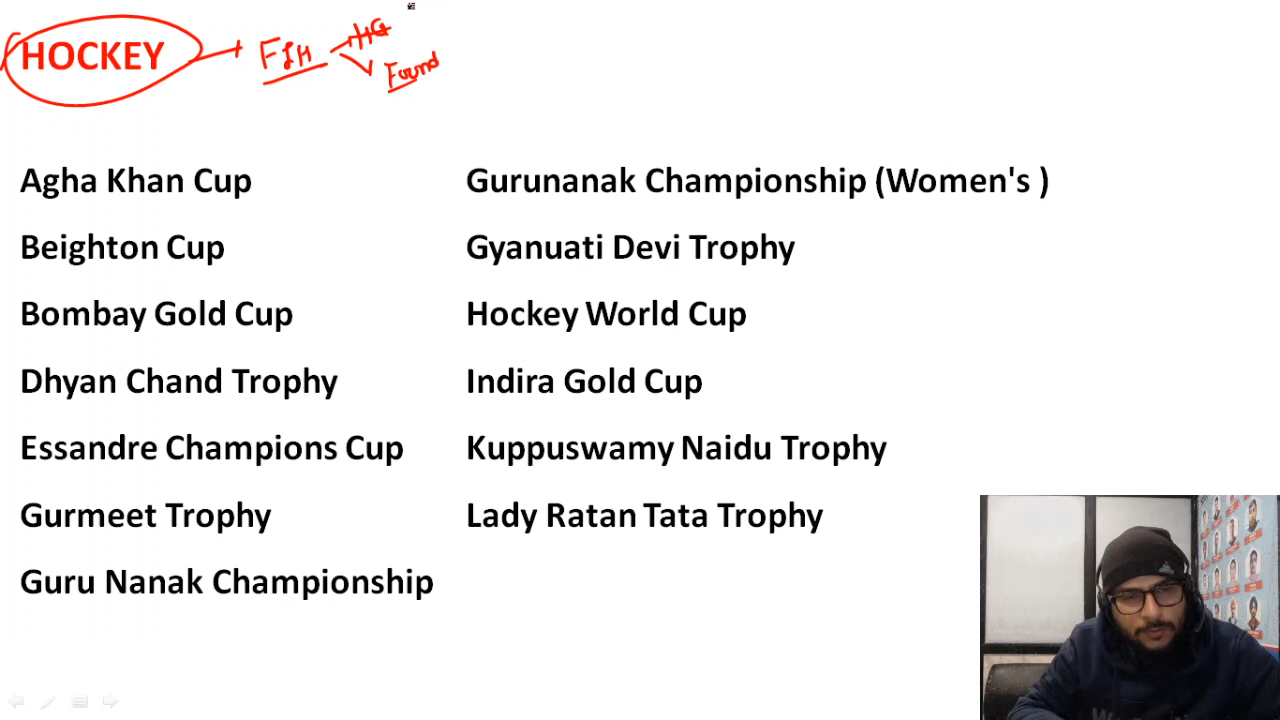 HOCKEY FIH HQ
Found
Agha Khan Cup
Beighton Cup
Bombay Gold Cup
Dhyan Chand Trophy
Essandre Champions Cup
Gurmeet Trophy
Guru Nanak Championship
Gurunanak Championship (Women's )
Gyanuati Devi Trophy
Hockey World Cup
Indira Gold Cup
Kuppuswamy Naidu Trophy
Lady Ratan Tata Trophy